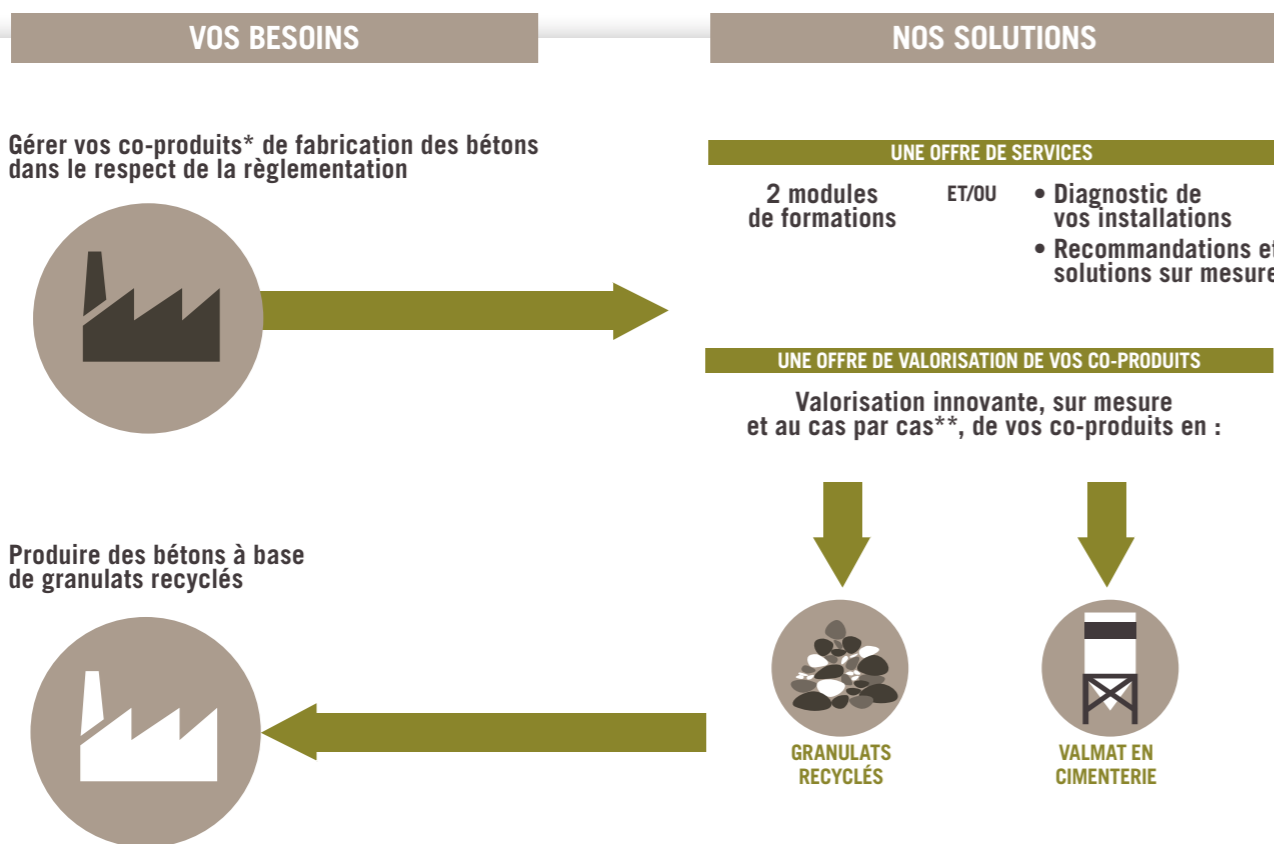 VOS BESOINS
NOS SOLUTIONS
Gérer vos co-produits* de fabrication des bétons
dans le respect de la règlementation
UNE OFFRE DE SERVICES
2 modules
de formations
ET/OU
• Diagnostic de
vos installations
• Recommandations et
solutions sur mesure
UNE OFFRE DE VALORISATION DE VOS CO-PRODUITS
Valorisation innovante, sur mesure
et au cas par cas**, de vos co-produits en :
Produire des bétons à base
de granulats recyclés
GRANULATS
RECYCLÉS
VALMAT EN
CIMENTERIE